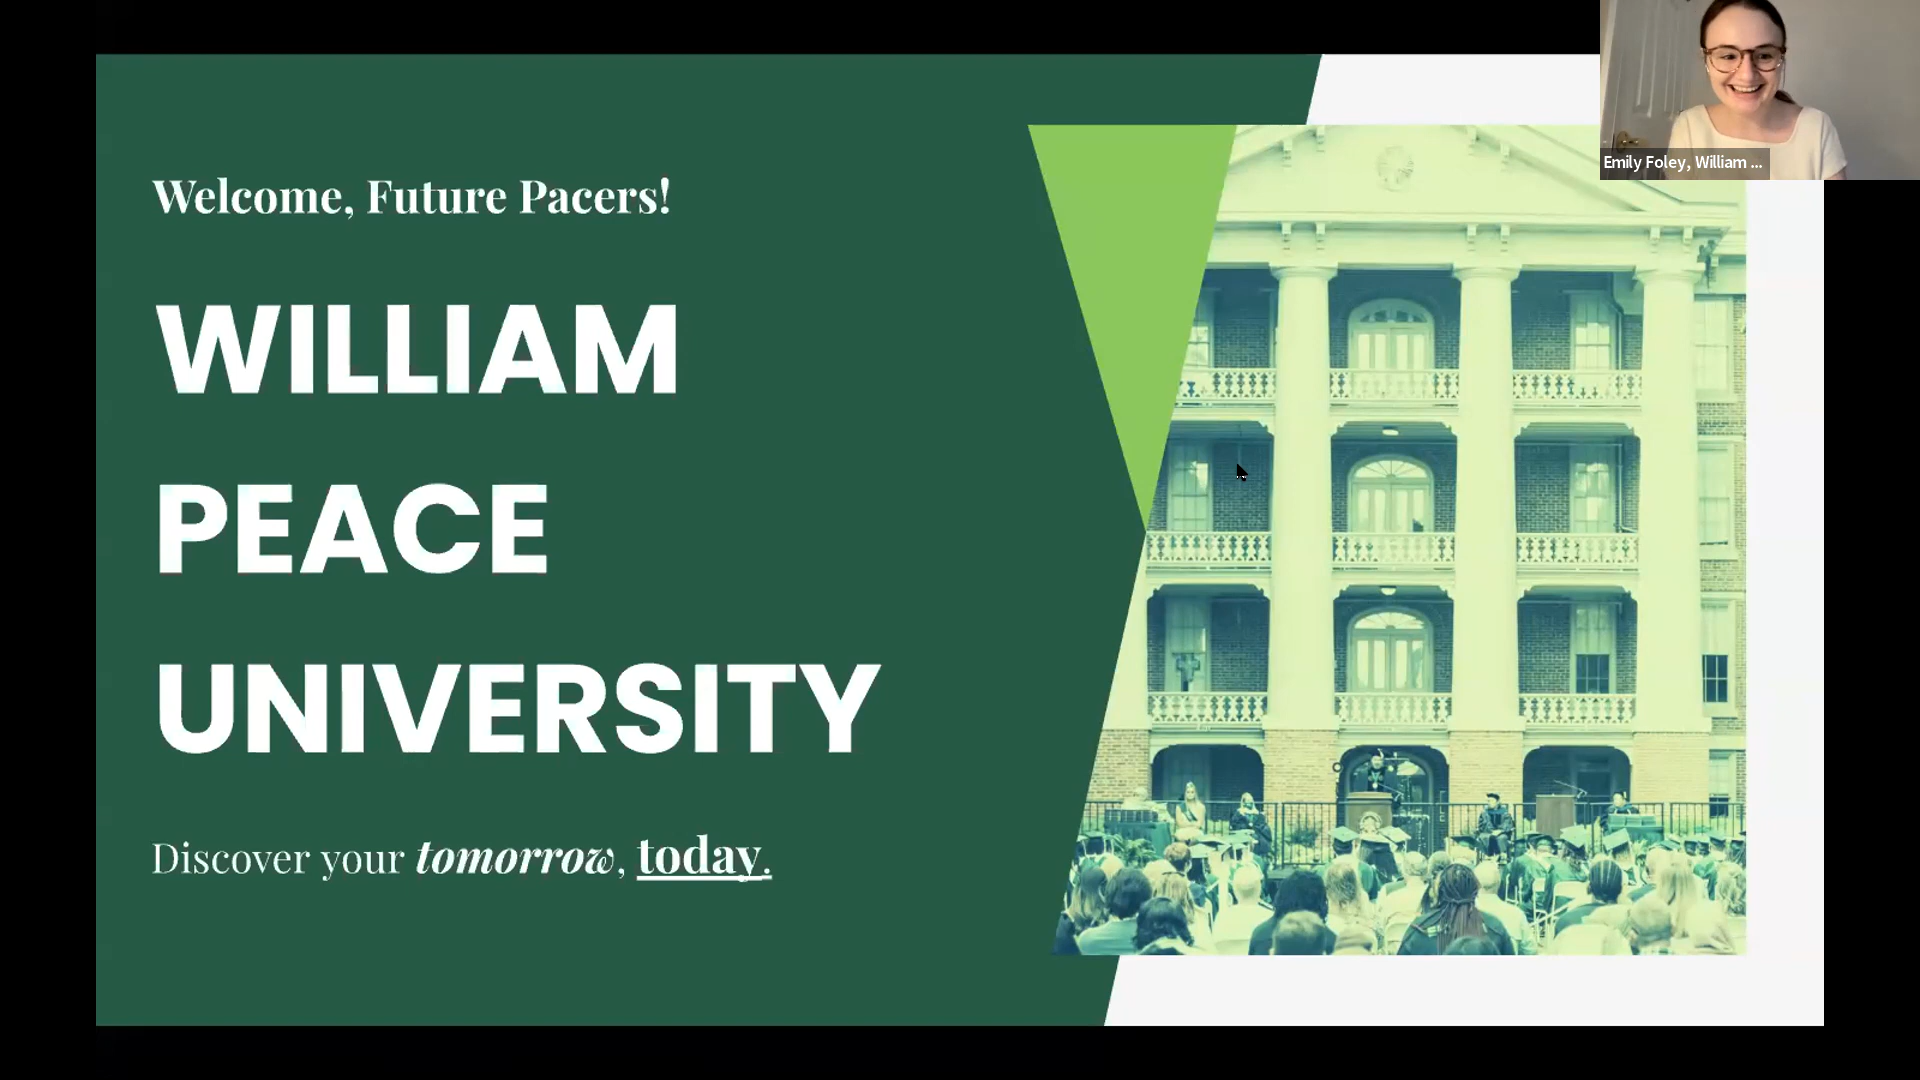 Welcome, Future Pacers!
WILLIAM
PEACE
UNIVERSITY
Discover your tomorrow, today.
Emily Foley, William ...